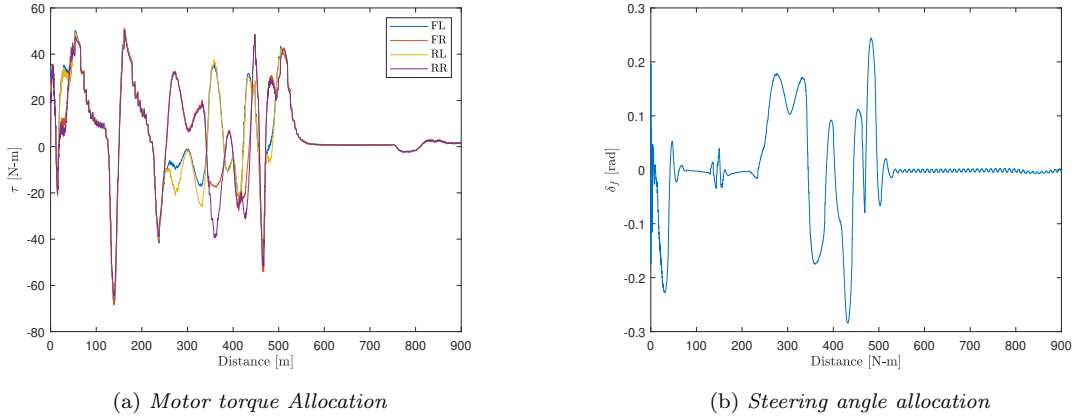 60
40
20
0
-20
-40
-60
-80
τ [N-m]
FL
FR
RL
RR
0 100 200 300 400 500 600 700 800 900
Distance [m]
(a) Motor torque Allocation
0.3
0.2
0.1
0
-0.1
-0.2
-0.3
δf [rad]
0 100 200 300 400 500 600 700 800 900
Distance [N-m]
(b) Steering angle allocation